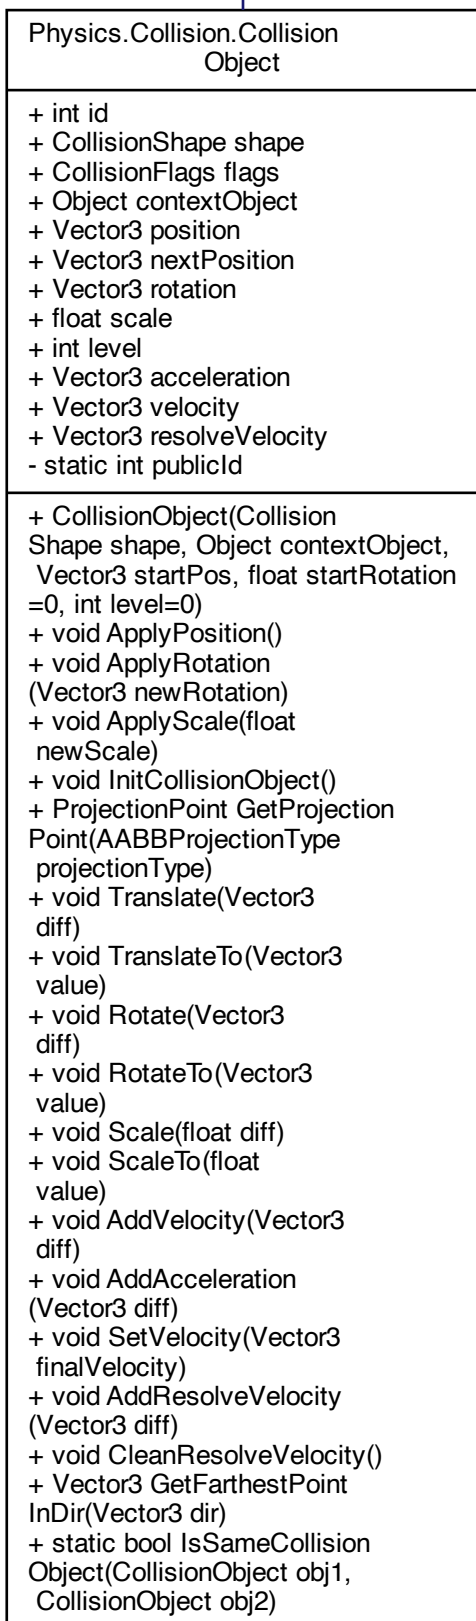 Physics.Collision.Collision
Object
+ int id
+ CollisionShape shape
+ CollisionFlags flags
+ Object contextObject
+ Vector3 position
+ Vector3 nextPosition
+ Vector3 rotation
+ float scale
+ int level
+ Vector3 acceleration
+ Vector3 velocity
+ Vector3 resolveVelocity
- static int publicId
+ CollisionObject(Collision
Shape shape, Object contextObject,
Vector3 startPos, float startRotation
=0, int level=0)
+ void ApplyPosition()
+ void ApplyRotation
(Vector3 newRotation)
+ void ApplyScale(float
newScale)
+ void InitCollisionObject()
+ ProjectionPoint GetProjection
Point(AABBProjectionType
projectionType)
+ void Translate(Vector3
diff)
+ void TranslateTo(Vector3
value)
+ void Rotate(Vector3
diff)
+ void RotateTo(Vector3
value)
+ void Scale(float diff)
+ void ScaleTo(float
value)
+ void AddVelocity(Vector3
diff)
+ void AddAcceleration
(Vector3 diff)
+ void SetVelocity(Vector3
finalVelocity)
+ void AddResolveVelocity
(Vector3 diff)
+ void CleanResolveVelocity()
+ Vector3 GetFarthestPoint
InDir(Vector3 dir)
+ static bool IsSameCollision
Object(CollisionObject obj1,
CollisionObject obj2)